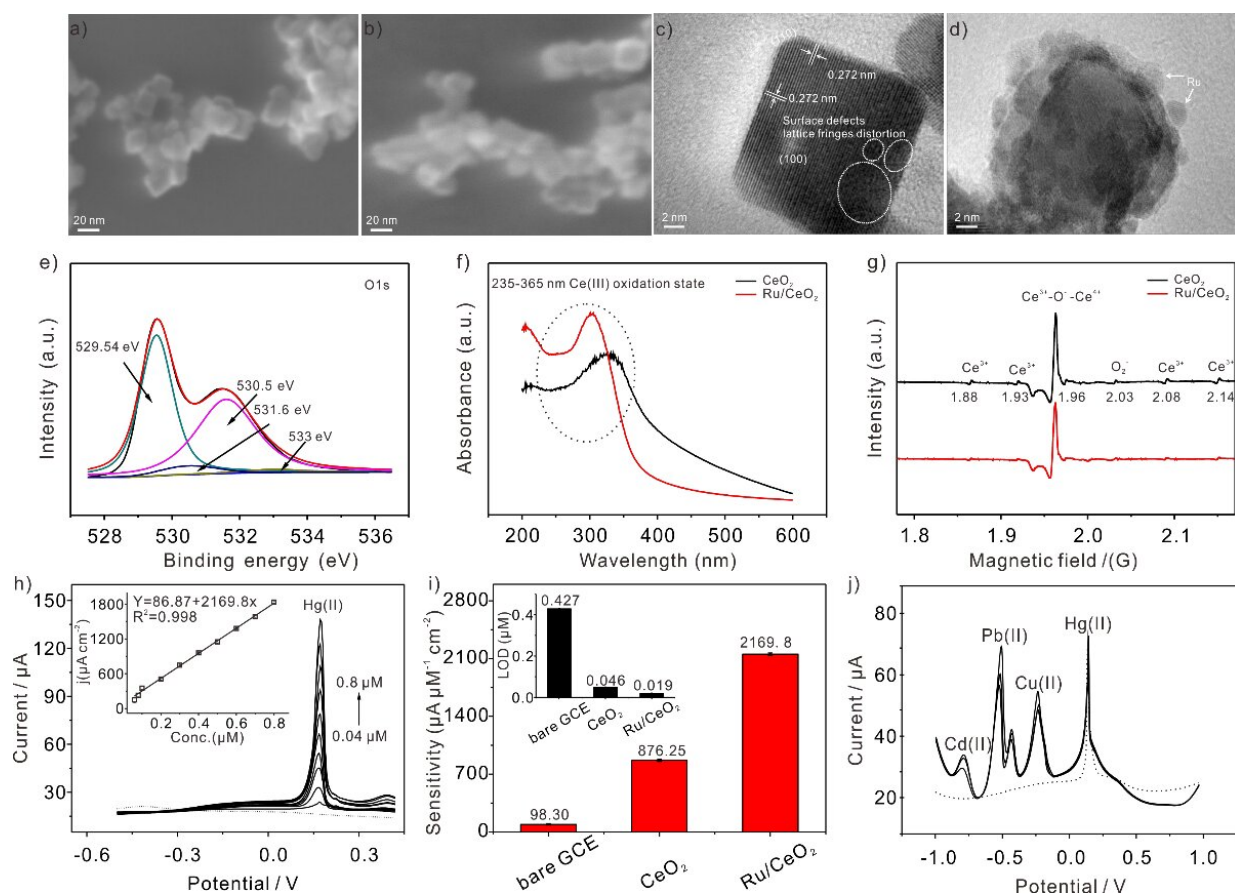 a)
20 nm
b)
20 nm
c)
0.272 nm
0.272 nm
Surface defects
lattice fringes distortion
(100)
2 nm
d)
Ru
2 nm
e)
O1s
529.54 eV
530.5 eV
531.6 eV
533 eV
Intensity (a.u.)
528 530 532 534 536
Binding energy (eV)
f)
235-365 nm Ce(III) oxidation state
CeO₂
Ru/CeO₂
Absorbance (a.u.)
200 300 400 500 600
Wavelength (nm)
g)
CeO₂
Ru/CeO₂
Ce³⁺-O⁻-Ce⁴⁺
Ce³⁺ Ce³⁺ O₂⁻ Ce³⁺ Ce³⁺
1.88 1.93 1.96 2.03 2.08 2.14
Intensity (a.u.)
1.8 1.9 2.0 2.1
Magnetic field /(G)
h)
150
120
90
60
30
Current / μA
Y=86.87+2169.8x
R²=0.998
1800
1200
600
0
j(μA cm⁻²)
0.0 0.2 0.4 0.6 0.8
Conc.(μM)
Hg(II)
0.8 μM
0.04 μM
-0.6 -0.3 0.0 0.3
Potential / V
i)
2800
2100
1400
700
0
Sensitivity (μA μM⁻¹ cm⁻²)
0.4
0.2
0.0
LOD (μM)
0.427
0.046
0.019
bare GCE CeO₂ Ru/CeO₂
98.30
876.25
2169.8
bare GCE CeO₂ Ru/CeO₂
j)
80
60
40
20
Current / μA
Cd(II)
Pb(II)
Cu(II)
Hg(II)
-1.0 -0.5 0.0 0.5 1.0
Potential / V